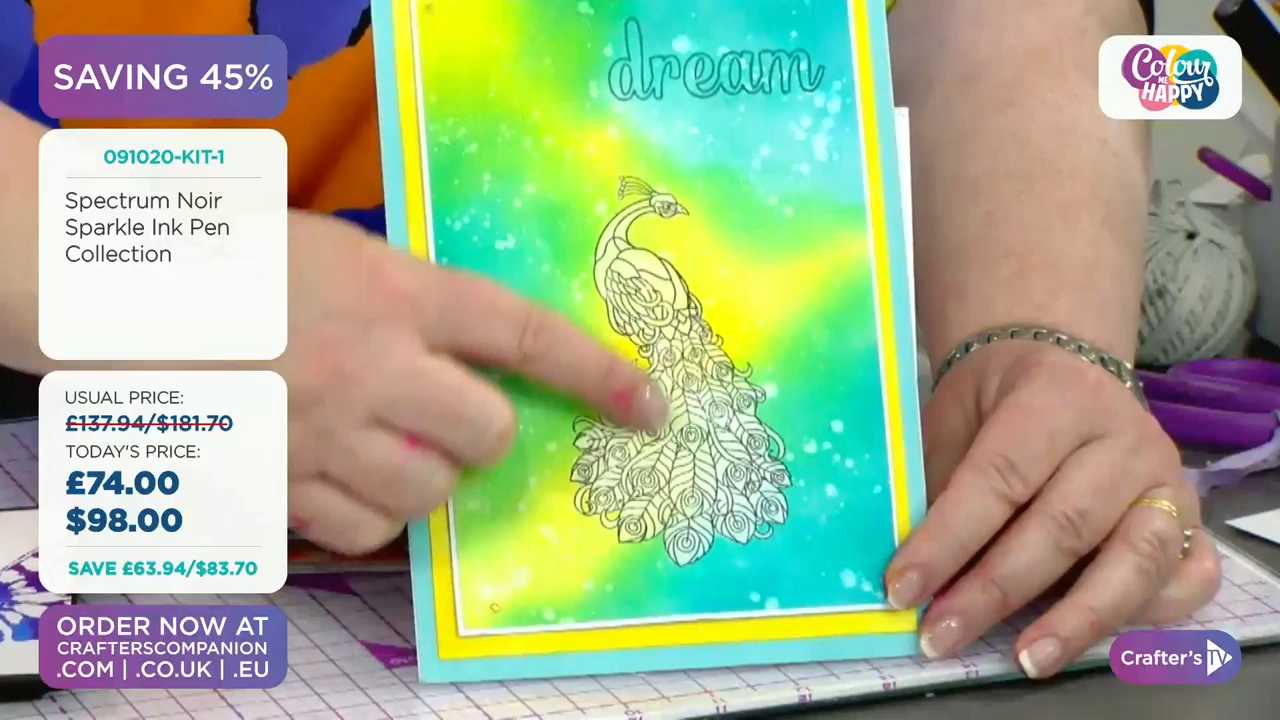 SAVING 45%
091020-KIT-1
Spectrum Noir
Sparkle Ink Pen
Collection
USUAL PRICE:
£137.94/$181.70
TODAY'S PRICE:
£74.00
$98.00
SAVE £63.94/$83.70
ORDER NOW AT
CRAFTERSCOMPANION
.COM | .CO.UK | .EU
dream
Colour
ME
HAPPY
Crafter's TV